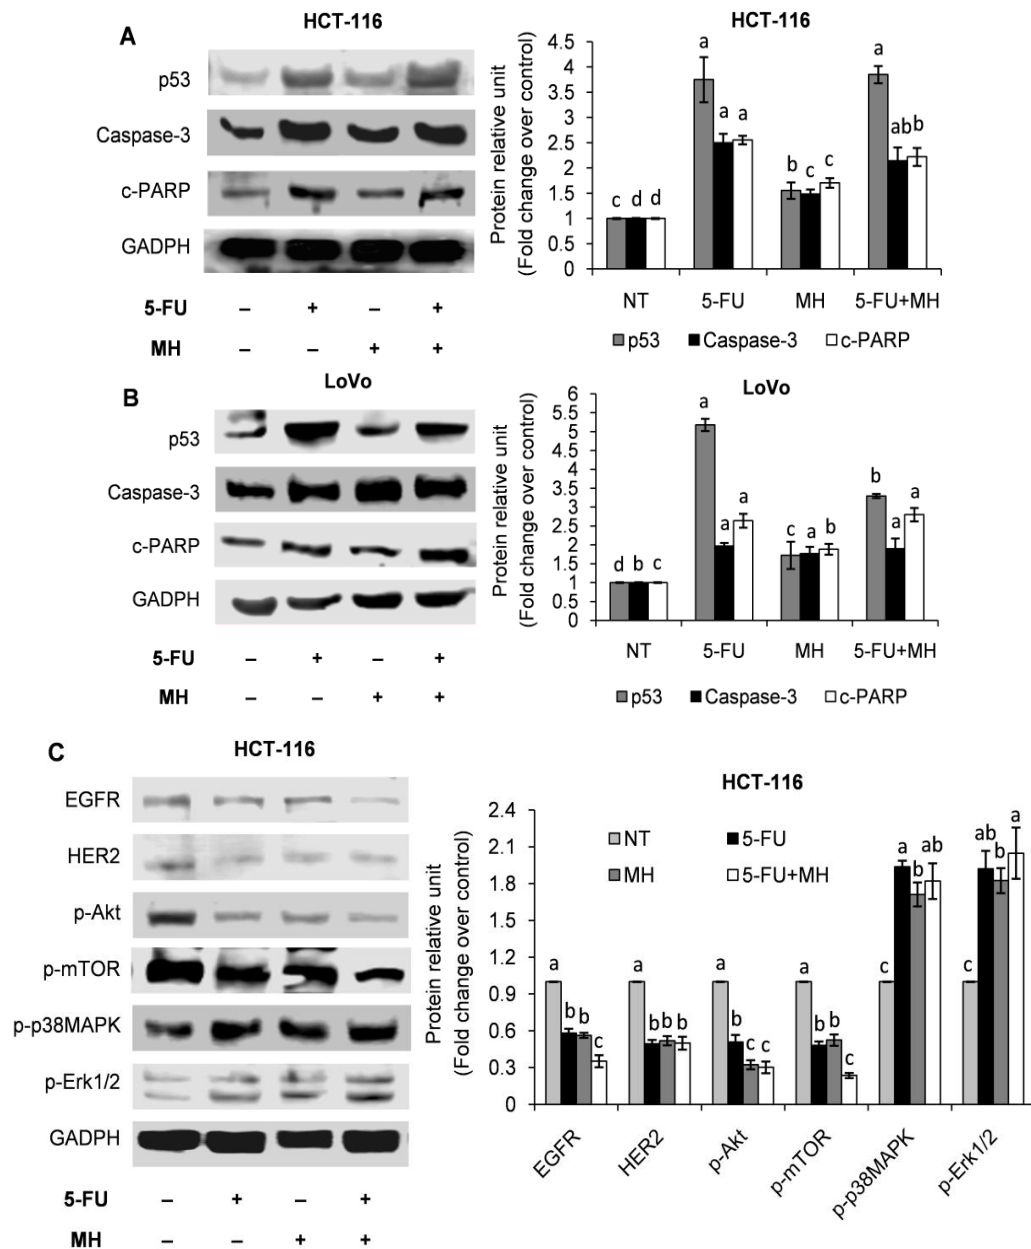 A
HCT-116
p53
Caspase-3
c-PARP
GADPH
5-FU – + – +
MH – – + +
HCT-116
Protein relative unit
(Fold change over control)
4.5
4
3.5
3
2.5
2
1.5
1
0.5
0
c d d
a a a
b c c
a ab b
NT 5-FU MH 5-FU+MH
p53 Caspase-3 c-PARP
B
LoVo
p53
Caspase-3
c-PARP
GADPH
5-FU – + – +
MH – – + +
LoVo
Protein relative unit
(Fold change over control)
6
5.5
5
4.5
4
3.5
3
2.5
2
1.5
1
0.5
0
d b c
a a a
c a b
b a a
NT 5-FU MH 5-FU+MH
p53 Caspase-3 c-PARP
C
HCT-116
EGFR
HER2
p-Akt
p-mTOR
p-p38MAPK
p-Erk1/2
GADPH
5-FU – + – +
MH – – + +
HCT-116
Protein relative unit
(Fold change over control)
2.4
2.1
1.8
1.5
1.2
0.9
0.6
0.3
0
NT 5-FU
MH 5-FU+MH
a b b c
a b b b
a b c c
a b b c
c a b ab
c ab b a
EGFR HER2 p-Akt p-mTOR p-p38MAPK p-Erk1/2